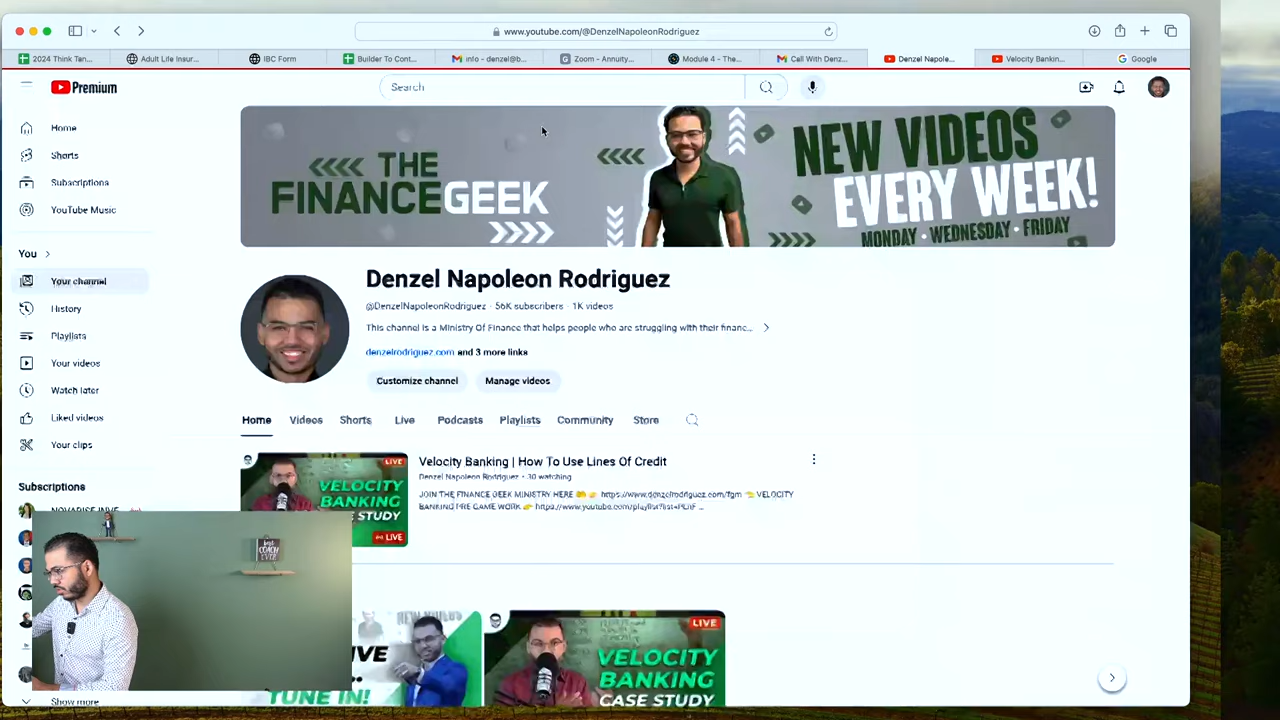 www.youtube.com/@DenzelNapoleonRodriguez
2024 Think Tan...
Adult Life Insur...
IBC Form
Builder To Cont...
info - denzel@b...
Zoom - Annuity...
Module 4 - The...
Call With Denz...
Denzel Napole...
Velocity Bankin...
Google
Premium
Search
Home
Shorts
Subscriptions
YouTube Music
You
Your channel
History
Playlists
Your videos
Watch later
Liked videos
Your clips
Subscriptions
Show more
THE
FINANCEGEEK
NEW VIDEOS
EVERY WEEK!
MONDAY • WEDNESDAY • FRIDAY
Denzel Napoleon Rodriguez
@DenzelNapoleonRodriguez · 56K subscribers · 1K videos
This channel is a Ministry Of Finance that helps people who are struggling with their financ...
denzelrodriguez.com and 3 more links
Customize channel
Manage videos
Home
Videos
Shorts
Live
Podcasts
Playlists
Community
Store
LIVE
VELOCITY
BANKING
SE STUDY
LIVE
Velocity Banking | How To Use Lines Of Credit
Denzel Napoleon Rodriguez • 30 watching
JOIN THE FINANCE GEEK MINISTRY HERE https://www.denzelrodriguez.com/fgm VELOCITY
BANKING PRE GAME WORK https://www.youtube.com/playlist?list=
BEST
COACH
EVER
TUNE IN!
LIVE
VELOCITY
BANKING
CASE STUDY